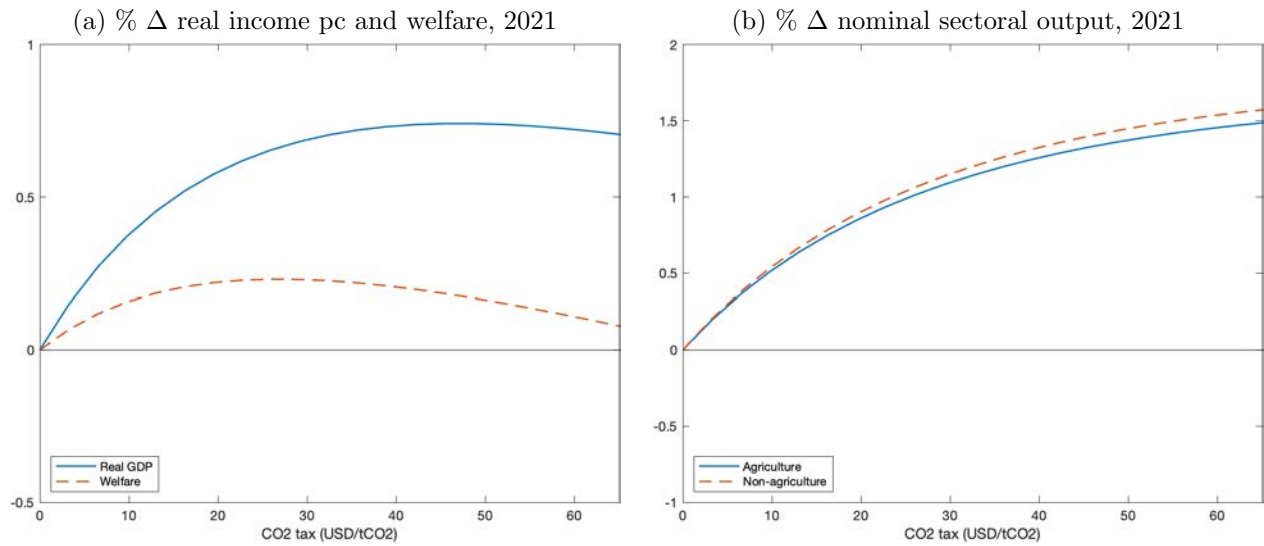 (a) % Δ real income pc and welfare, 2021
1
0.5
0
-0.5
0 10 20 30 40 50 60
CO2 tax (USD/tCO2)
Real GDP
Welfare
(b) % Δ nominal sectoral output, 2021
2
1.5
1
0.5
0
-0.5
-1
0 10 20 30 40 50 60
CO2 tax (USD/tCO2)
Agriculture
Non-agriculture